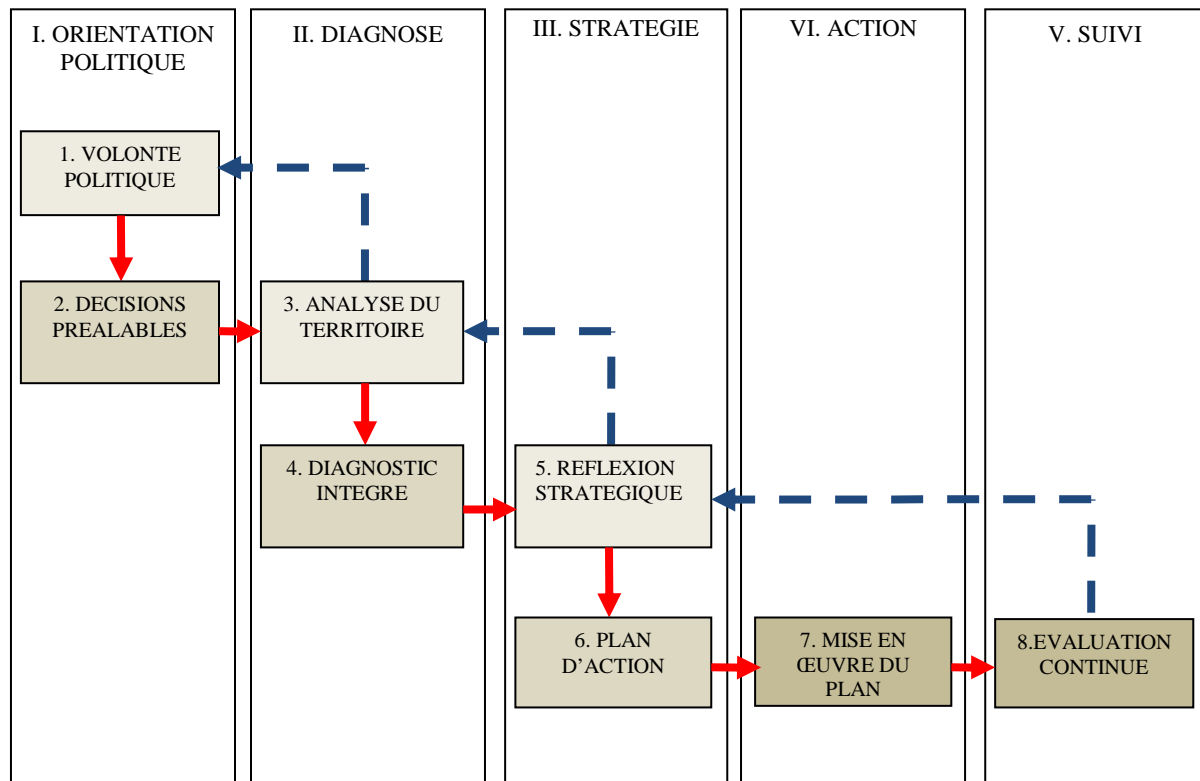 I. ORIENTATION
POLITIQUE
II. DIAGNOSE
III. STRATEGIE
VI. ACTION
V. SUIVI
1. VOLONTE
POLITIQUE
2. DECISIONS
PREALABLES
3. ANALYSE DU
TERRITOIRE
4. DIAGNOSTIC
INTEGRE
5. REFLEXION
STRATEGIQUE
6. PLAN
D’ACTION
7. MISE EN
ŒUVRE DU
PLAN
8.EVALUATION
CONTINUE